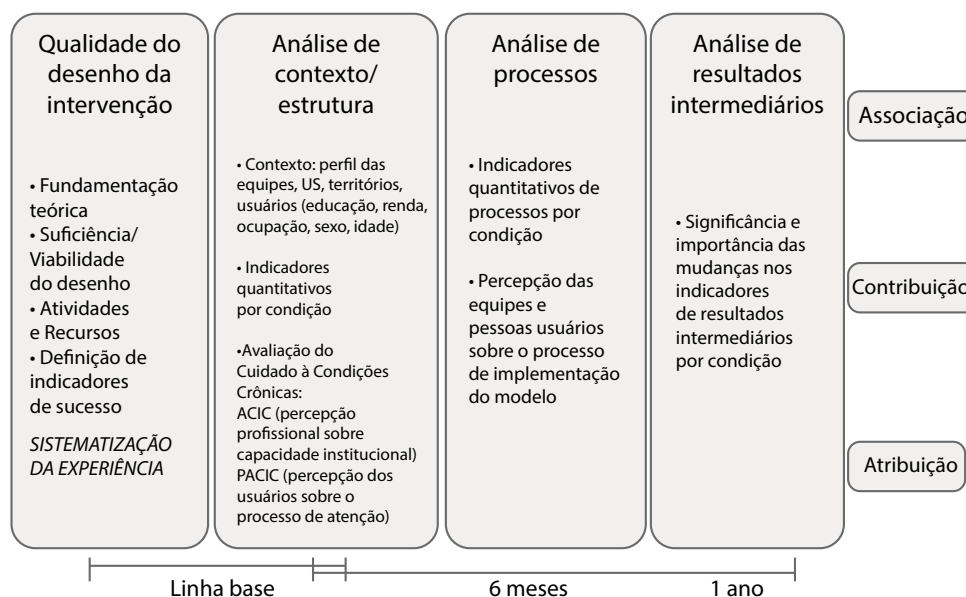 Qualidade do
desenho da
intervenção
• Fundamentação
teórica
• Suficiência/
Viabilidade
do desenho
• Atividades
e Recursos
• Definição de
indicadores
de sucesso
SISTEMATIZAÇÃO
DA EXPERIÊNCIA
Análise de
contexto/
estrutura
• Contexto: perfil das
equipes, US, territórios,
usuários (educação, renda,
ocupação, sexo, idade)
• Indicadores
quantitativos
por condição
•Avaliação do
Cuidado à Condições
Crônicas:
ACIC (percepção
profissional sobre
capacidade institucional)
PACIC (percepção dos
usuários sobre o
processo de atenção)
Análise de
processos
• Indicadores
quantitativos de
processos por
condição
• Percepção das
equipes e
pessoas usuários
sobre o processo
de implementação
do modelo
Análise de
resultados
intermediários
• Significância e
importância das
mudanças nos
indicadores
de resultados
intermediários
por condição
Associação
Contribuição
Atribuição
Linha base
6 meses
1 ano